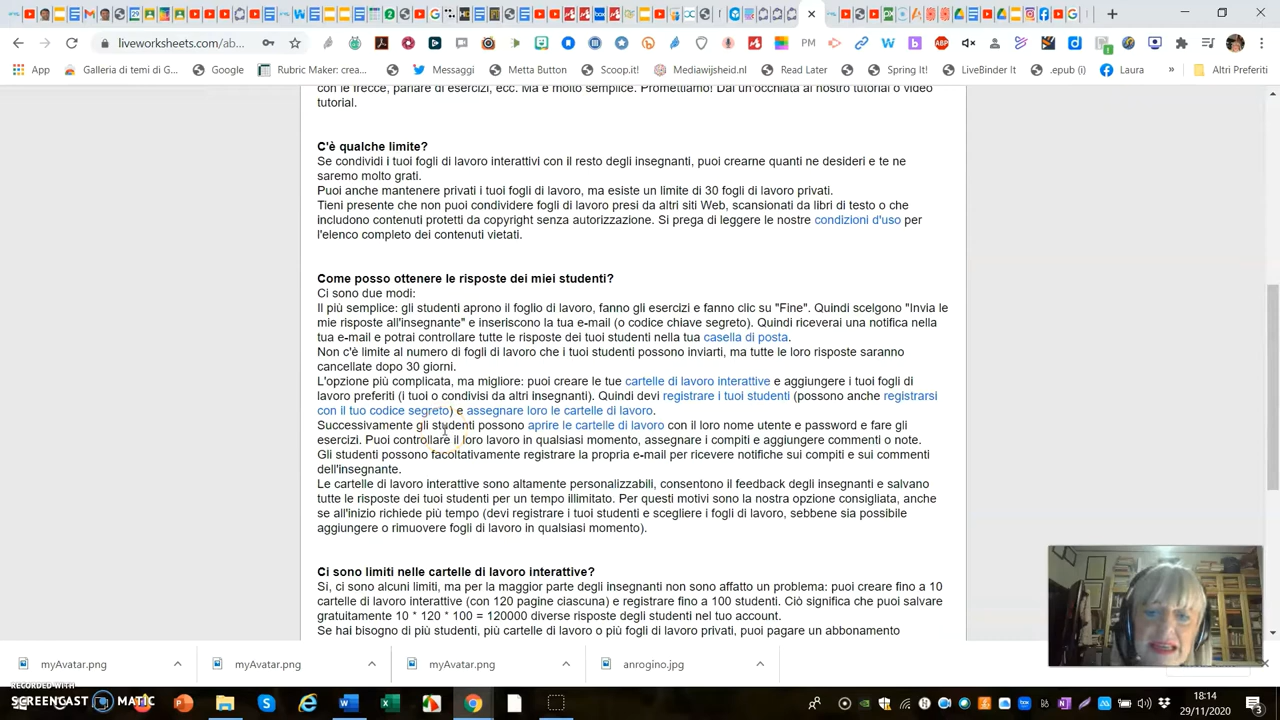 liveworksheets.com/ab...
PM
ABP
App
Galleria di temi di G...
Google
Rubric Maker: crea...
Messaggi
Metta Button
Scoop.it!
Mediawijsheid.nl
Read Later
Spring It!
LiveBinder It
.epub (i)
Laura
»
Altri Preferiti
con le frecce, parlare di esercizi, ecc. Ma è molto semplice. Promettiamo! Dai un'occhiata al nostro tutorial o video
tutorial.
C'è qualche limite?
Se condividi i tuoi fogli di lavoro interattivi con il resto degli insegnanti, puoi crearne quanti ne desideri e te ne
saremo molto grati.
Puoi anche mantenere privati i tuoi fogli di lavoro, ma esiste un limite di 30 fogli di lavoro privati.
Tieni presente che non puoi condividere fogli di lavoro presi da altri siti Web, scansionati da libri di testo o che
includono contenuti protetti da copyright senza autorizzazione. Si prega di leggere le nostre condizioni d'uso per
l'elenco completo dei contenuti vietati.
Come posso ottenere le risposte dei miei studenti?
Ci sono due modi:
Il più semplice: gli studenti aprono il foglio di lavoro, fanno gli esercizi e fanno clic su "Fine". Quindi scelgono "Invia le
mie risposte all'insegnante" e inseriscono la tua e-mail (o codice chiave segreto). Quindi riceverai una notifica nella
tua e-mail e potrai controllare tutte le risposte dei tuoi studenti nella tua casella di posta.
Non c'è limite al numero di fogli di lavoro che i tuoi studenti possono inviarti, ma tutte le loro risposte saranno
cancellate dopo 30 giorni.
L'opzione più complicata, ma migliore: puoi creare le tue cartelle di lavoro interattive e aggiungere i tuoi fogli di
lavoro preferiti (i tuoi o condivisi da altri insegnanti). Quindi devi registrare i tuoi studenti (possono anche registrarsi
con il tuo codice segreto) e assegnare loro le cartelle di lavoro.
Successivamente gli studenti possono aprire le cartelle di lavoro con il loro nome utente e password e fare gli
esercizi. Puoi controllare il loro lavoro in qualsiasi momento, assegnare i compiti e aggiungere commenti o note.
Gli studenti possono facoltativamente registrare la propria e-mail per ricevere notifiche sui compiti e sui commenti
dell'insegnante.
Le cartelle di lavoro interattive sono altamente personalizzabili, consentono il feedback degli insegnanti e salvano
tutte le risposte dei tuoi studenti per un tempo illimitato. Per questi motivi sono la nostra opzione consigliata, anche
se all'inizio richiede più tempo (devi registrare i tuoi studenti e scegliere i fogli di lavoro, sebbene sia possibile
aggiungere o rimuovere fogli di lavoro in qualsiasi momento).
Ci sono limiti nelle cartelle di lavoro interattive?
Si, ci sono alcuni limiti, ma per la maggior parte degli insegnanti non sono affatto un problema: puoi creare fino a 10
cartelle di lavoro interattive (con 120 pagine ciascuna) e registrare fino a 100 studenti. Ciò significa che puoi salvare
gratuitamente 10 * 120 * 100 = 120000 diverse risposte degli studenti nel tuo account.
Se hai bisogno di più studenti, più cartelle di lavoro o più fogli di lavoro privati, puoi pagare un abbonamento
myAvatar.png
myAvatar.png
myAvatar.png
anrogino.jpg
RECORDED WITH
SCREENCAST MATIC
18:14
29/11/2020